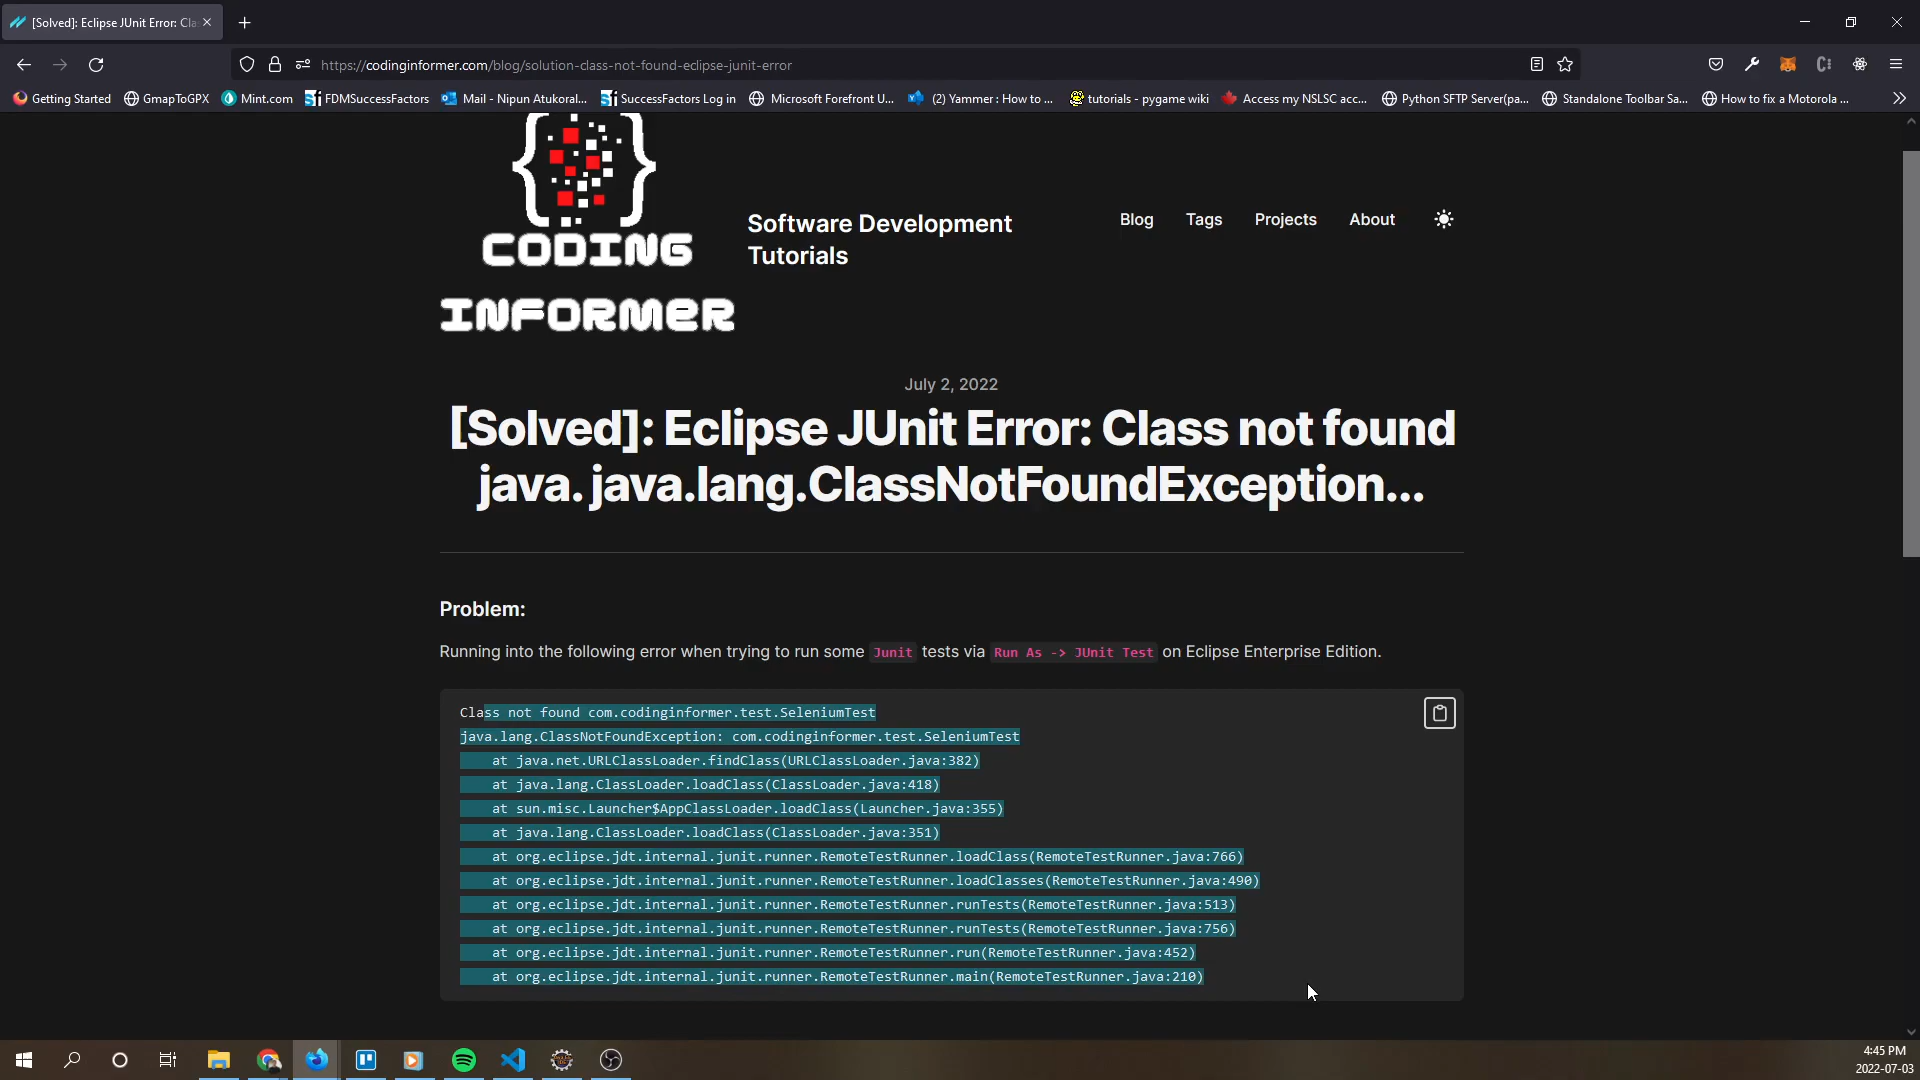 [Solved]: Eclipse JUnit Error: Cla
https://codinginformer.com/blog/solution-class-not-found-eclipse-junit-error
Getting Started
GmapToGPX
Mint.com
FDMSuccessFactors
Mail - Nipun Atukoral...
SuccessFactors Log in
Microsoft Forefront U...
(2) Yammer : How to ...
tutorials - pygame wiki
Access my NSLSC acc...
Python SFTP Server(pa...
Standalone Toolbar Sa...
How to fix a Motorola ...
CODING
INFORMER
Software Development
Tutorials
Blog
Tags
Projects
About
July 2, 2022
[Solved]: Eclipse JUnit Error: Class not found
java. java.lang.ClassNotFoundException...
Problem:
Running into the following error when trying to run some Junit tests via Run As -> JUnit Test on Eclipse Enterprise Edition.
Class not found com.codinginformer.test.SeleniumTest
java.lang.ClassNotFoundException: com.codinginformer.test.SeleniumTest
at java.net.URLClassLoader.findClass(URLClassLoader.java:382)
at java.lang.ClassLoader.loadClass(ClassLoader.java:418)
at sun.misc.Launcher$AppClassLoader.loadClass(Launcher.java:355)
at java.lang.ClassLoader.loadClass(ClassLoader.java:351)
at org.eclipse.jdt.internal.junit.runner.RemoteTestRunner.loadClass(RemoteTestRunner.java:766)
at org.eclipse.jdt.internal.junit.runner.RemoteTestRunner.loadClasses(RemoteTestRunner.java:490)
at org.eclipse.jdt.internal.junit.runner.RemoteTestRunner.runTests(RemoteTestRunner.java:513)
at org.eclipse.jdt.internal.junit.runner.RemoteTestRunner.runTests(RemoteTestRunner.java:756)
at org.eclipse.jdt.internal.junit.runner.RemoteTestRunner.run(RemoteTestRunner.java:452)
at org.eclipse.jdt.internal.junit.runner.RemoteTestRunner.main(RemoteTestRunner.java:210)
4:45 PM
2022-07-03